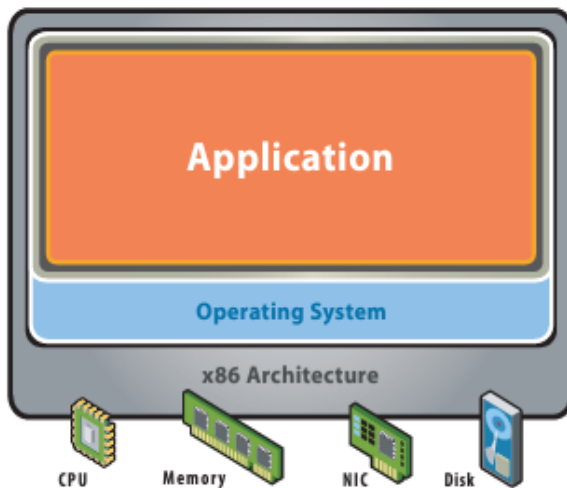 Application
Operating System
x86 Architecture
CPU
Memory
NIC
Disk